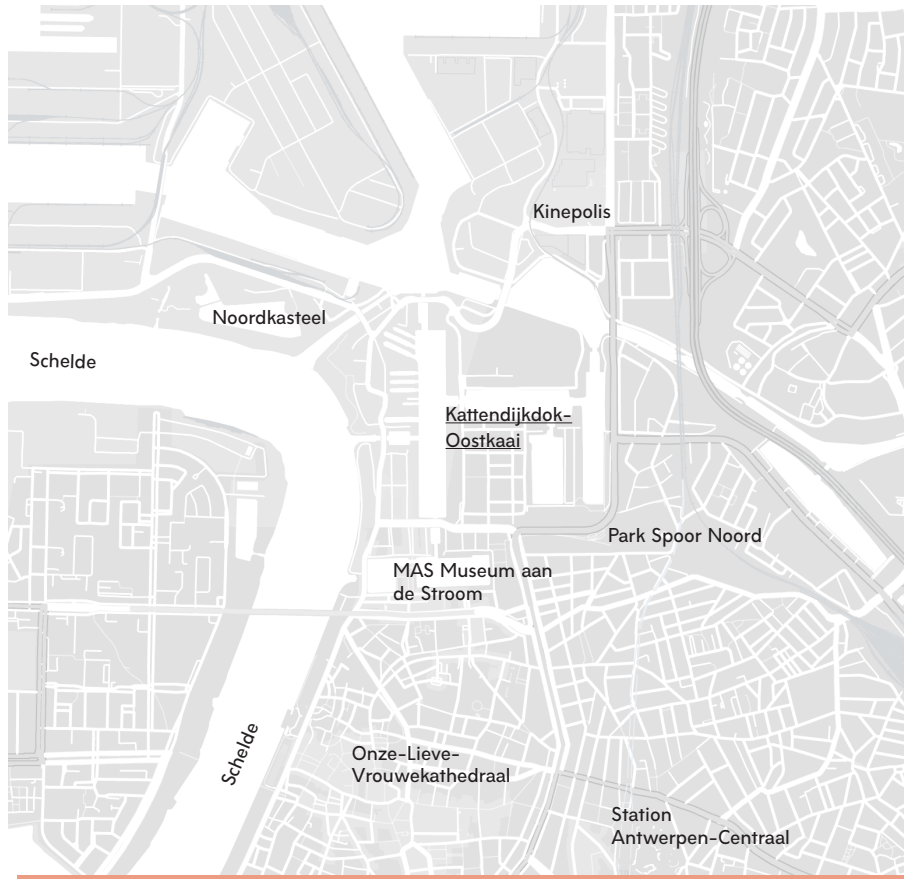 Kinepolis
Noordkasteel
Schelde
Kattendijkdok-
Oostkaai
Park Spoor Noord
MAS Museum aan
de Stroom
Schelde
Onze-Lieve-
Vrouwekathedraal
Station
Antwerpen-Centraal